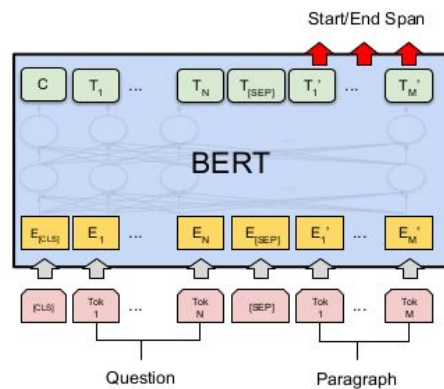 Start/End Span
C T1 ... TN T[SEP] T1' ... TM'
BERT
E[CLS] E1 ... EN E[SEP] E1' ... EM'
[CLS] Tok 1 ... Tok N [SEP] Tok 1 ... Tok M
Question Paragraph